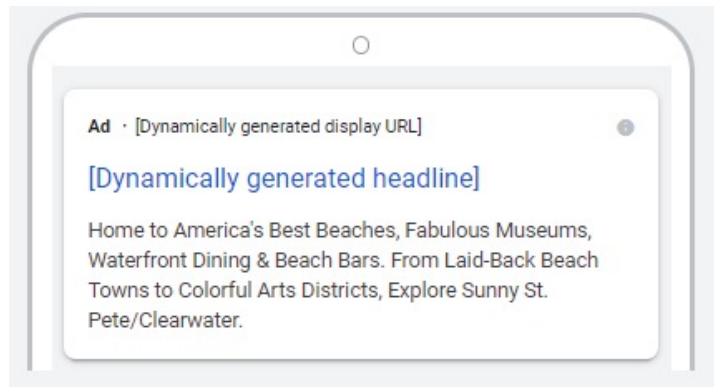 Ad · [Dynamically generated display URL]
[Dynamically generated headline]
Home to America's Best Beaches, Fabulous Museums,
Waterfront Dining & Beach Bars. From Laid-Back Beach
Towns to Colorful Arts Districts, Explore Sunny St.
Pete/Clearwater.